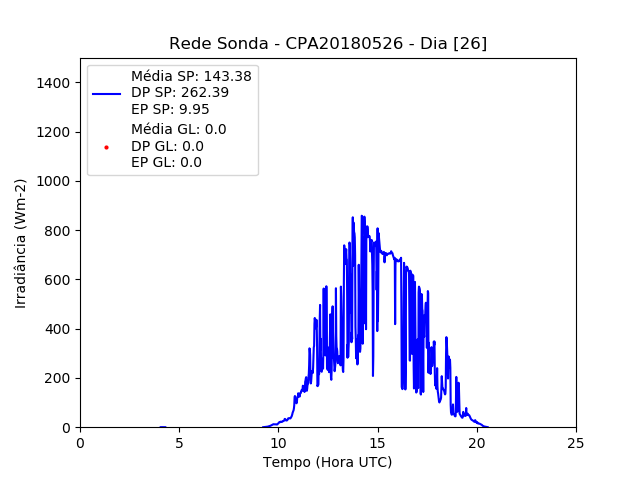 Rede Sonda - CPA20180526 - Dia [26]
Média SP: 143.38
DP SP: 262.39
EP SP: 9.95
Média GL: 0.0
DP GL: 0.0
EP GL: 0.0
Irradiância (Wm-2)
1400
1200
1000
800
600
400
200
0
0 5 10 15 20 25
Tempo (Hora UTC)